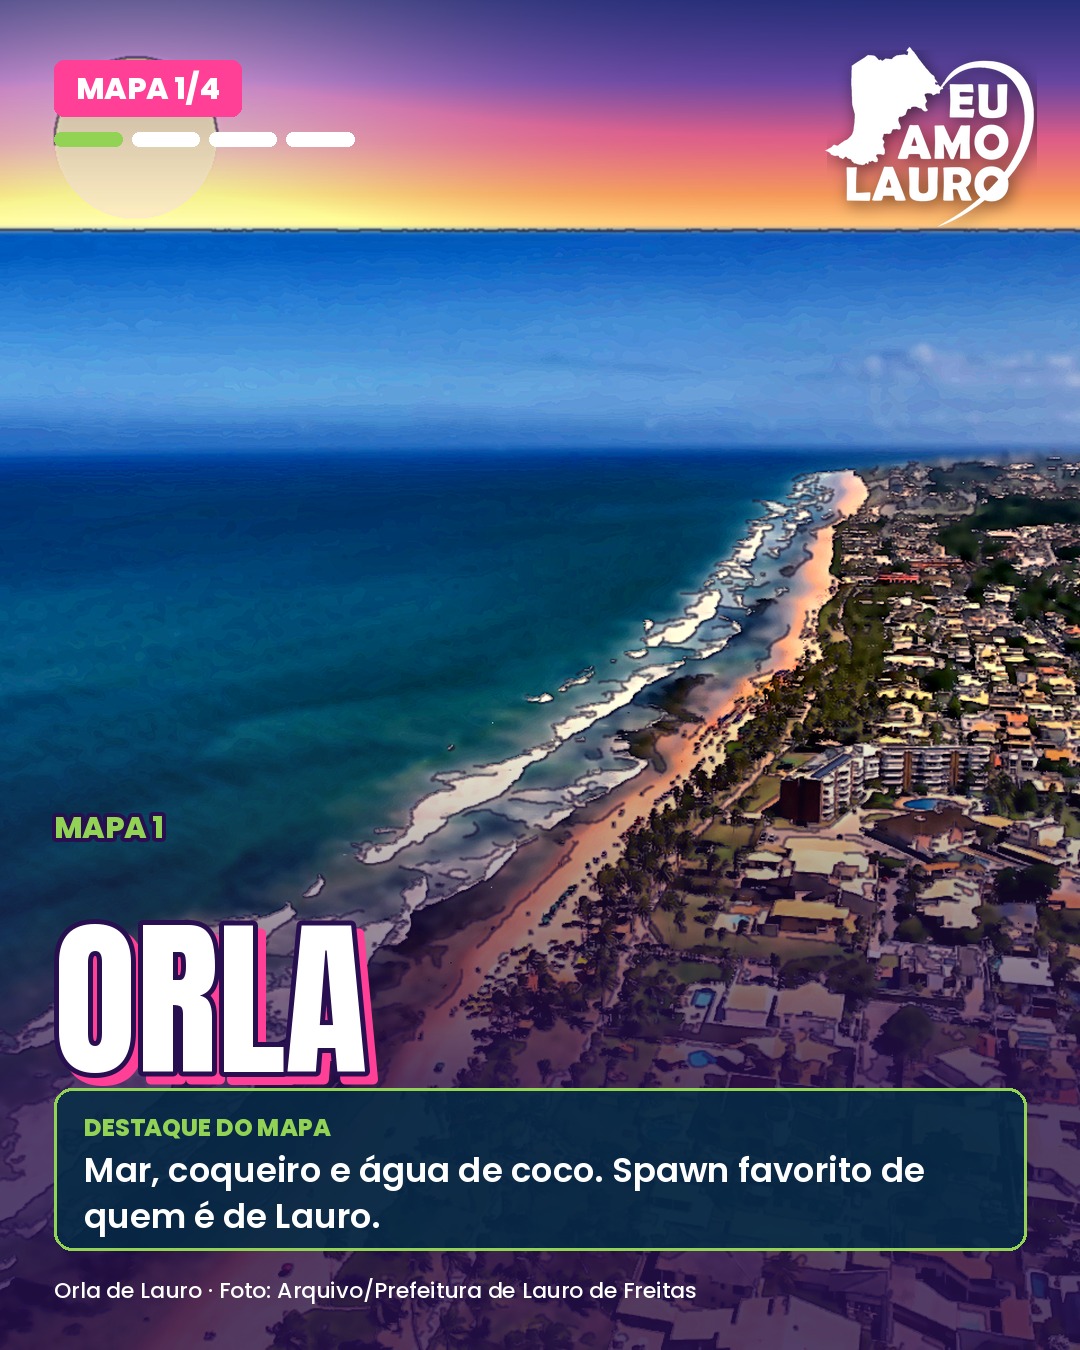 MAPA 1/4
EU
AMO
LAURO
MAPA 1
ORLA
DESTAQUE DO MAPA
Mar, coqueiro e água de coco. Spawn favorito de
quem é de Lauro.
Orla de Lauro · Foto: Arquivo/Prefeitura de Lauro de Freitas